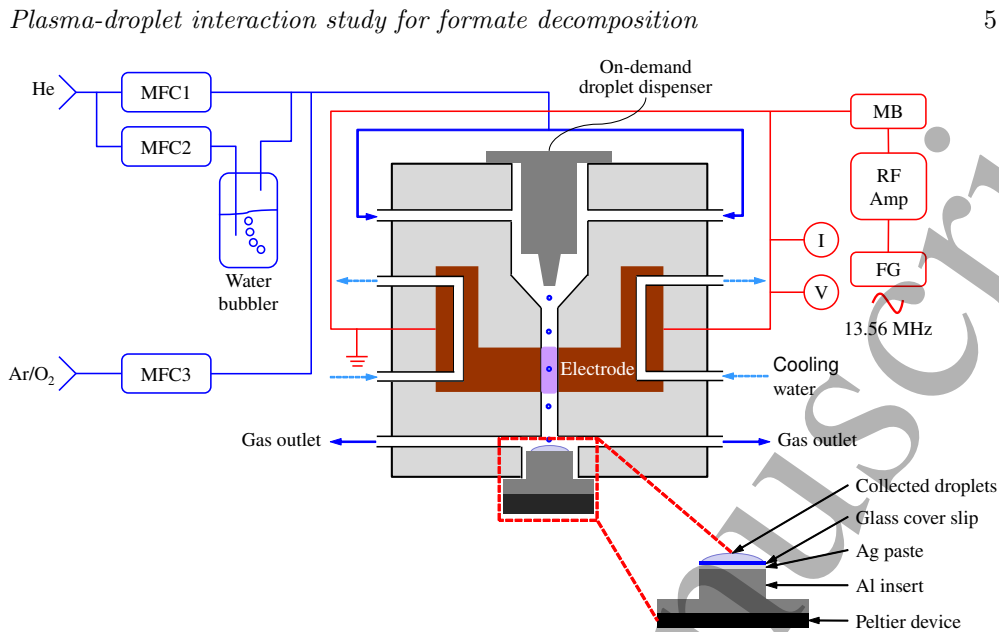 Plasma-droplet interaction study for formate decomposition 5
On-demand
droplet dispenser
He
MFC1
MFC2
MB
RF
Amp
I
FG
V
13.56 MHz
Water
bubbler
Ar/O2
MFC3
Electrode
Cooling
water
Gas outlet
Gas outlet
Collected droplets
Glass cover slip
Ag paste
Al insert
Peltier device
uscri